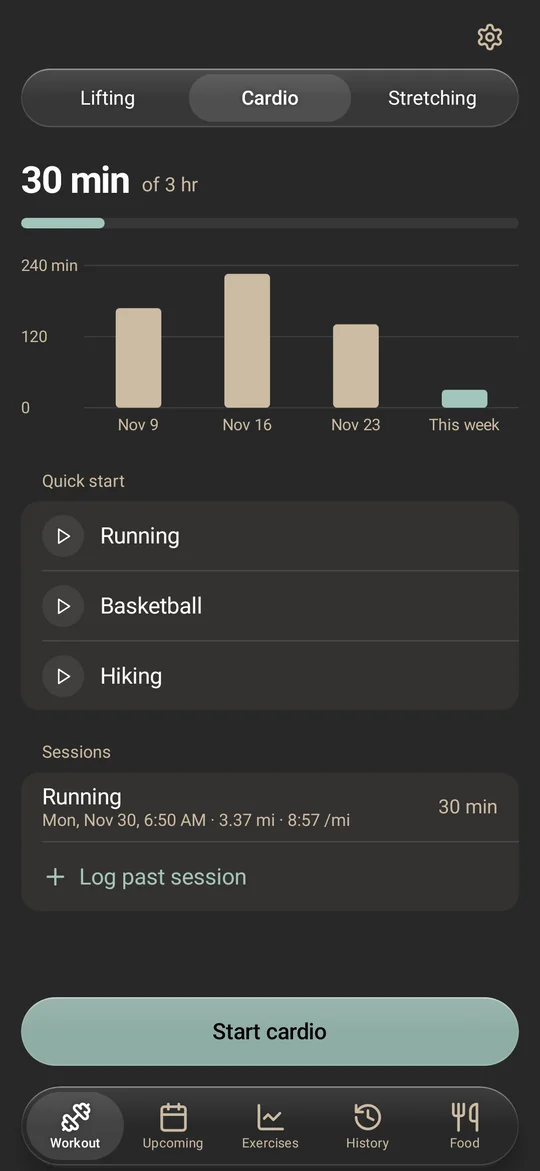 Lifting
Cardio
Stretching
30 min of 3 hr
240 min
120
0
Nov 9
Nov 16
Nov 23
This week
Quick start
Running
Basketball
Hiking
Sessions
Running
Mon, Nov 30, 6:50 AM · 3.37 mi · 8:57 /mi
30 min
Log past session
Start cardio
Workout
Upcoming
Exercises
History
Food